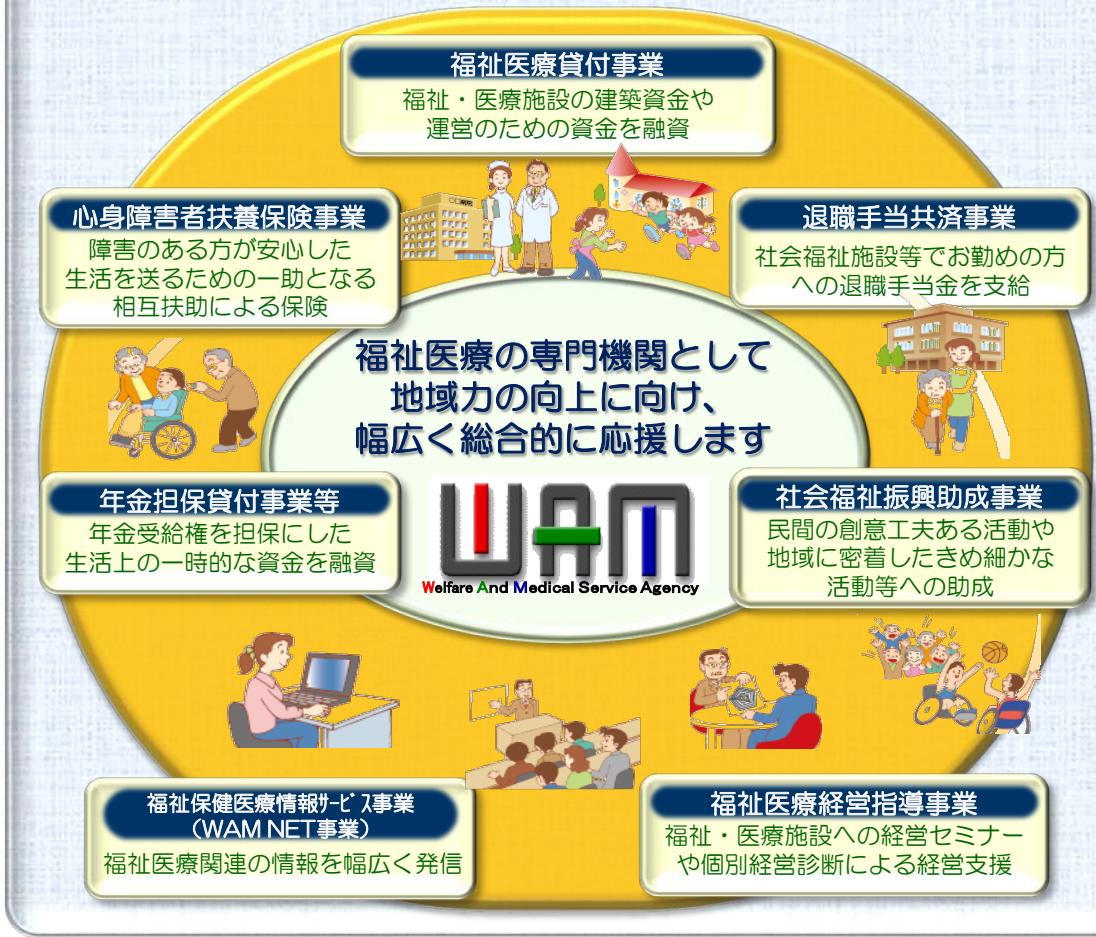 福祉医療貸付事業
福祉・医療施設の建築資金や
運営のための資金を融資
心身障害者扶養保険事業
障害のある方が安心した
生活を送るための一助となる
相互扶助による保険
退職手当共済事業
社会福祉施設等でお勤めの方
への退職手当金を支給
福祉医療の専門機関として
地域力の向上に向け、
幅広く総合的に応援します
WAM
Welfare And Medical Service Agency
年金担保貸付事業等
年金受給権を担保にした
生活上の一時的な資金を融資
社会福祉振興助成事業
民間の創意工夫ある活動や
地域に密着したきめ細かな
活動等への助成
福祉保健医療情報ｻｰﾋﾞｽ事業
（WAM NET事業）
福祉医療関連の情報を幅広く発信
福祉医療経営指導事業
福祉・医療施設への経営セミナー
や個別経営診断による経営支援